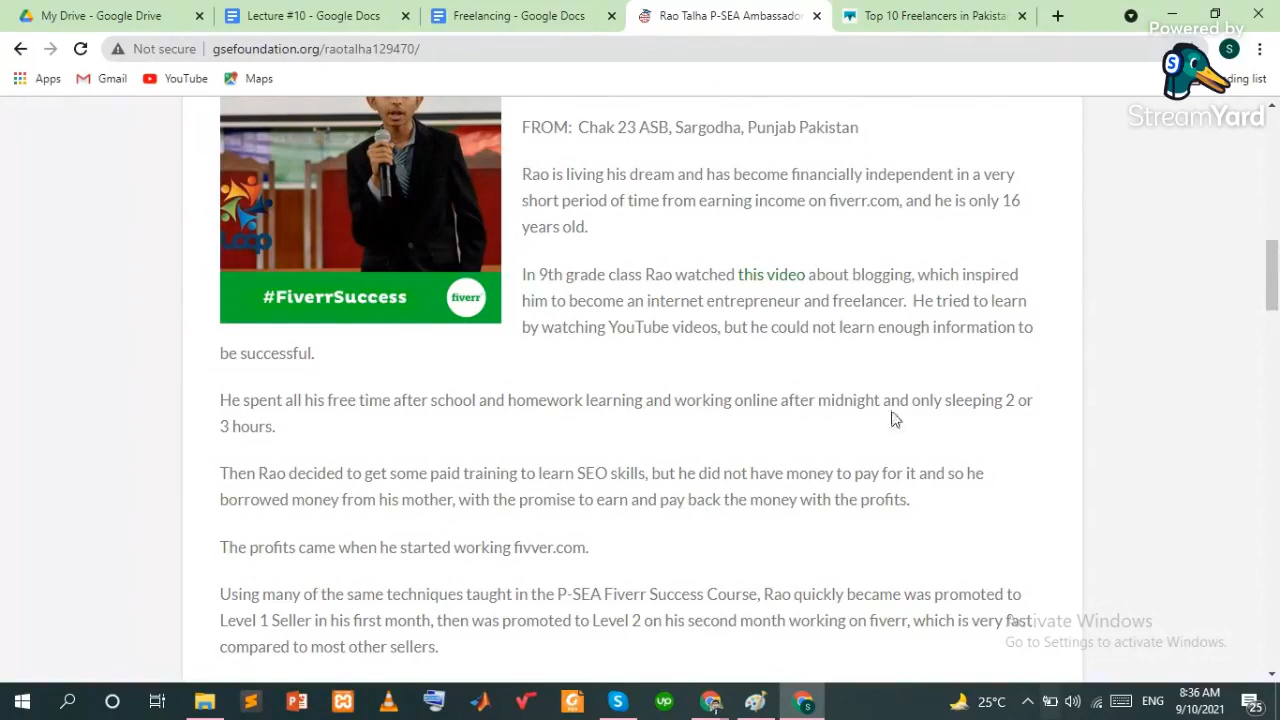 My Drive - Google Drive
Lecture #10 - Google Docs
Freelancing - Google Docs
Rao Talha P-SEA Ambassador
Top 10 Freelancers in Pakista
Not secure
gsefoundation.org/raotalha129470/
S
Powered by
StreamYard
Apps
Gmail
YouTube
Maps
ding list
FROM: Chak 23 ASB, Sargodha, Punjab Pakistan
Rao is living his dream and has become financially independent in a very
short period of time from earning income on fiverr.com, and he is only 16
years old.
#FiverrSuccess
fiverr
In 9th grade class Rao watched this video about blogging, which inspired
him to become an internet entrepreneur and freelancer. He tried to learn
by watching YouTube videos, but he could not learn enough information to
be successful.
He spent all his free time after school and homework learning and working online after midnight and only sleeping 2 or
3 hours.
Then Rao decided to get some paid training to learn SEO skills, but he did not have money to pay for it and so he
borrowed money from his mother, with the promise to earn and pay back the money with the profits.
The profits came when he started working fivver.com.
Using many of the same techniques taught in the P-SEA Fiverr Success Course, Rao quickly became was promoted to
Level 1 Seller in his first month, then was promoted to Level 2 on his second month working on fiverr, which is very fast
compared to most other sellers.
Activate Windows
Go to Settings to activate Windows.
25°C
ENG
8:36 AM
9/10/2021
25